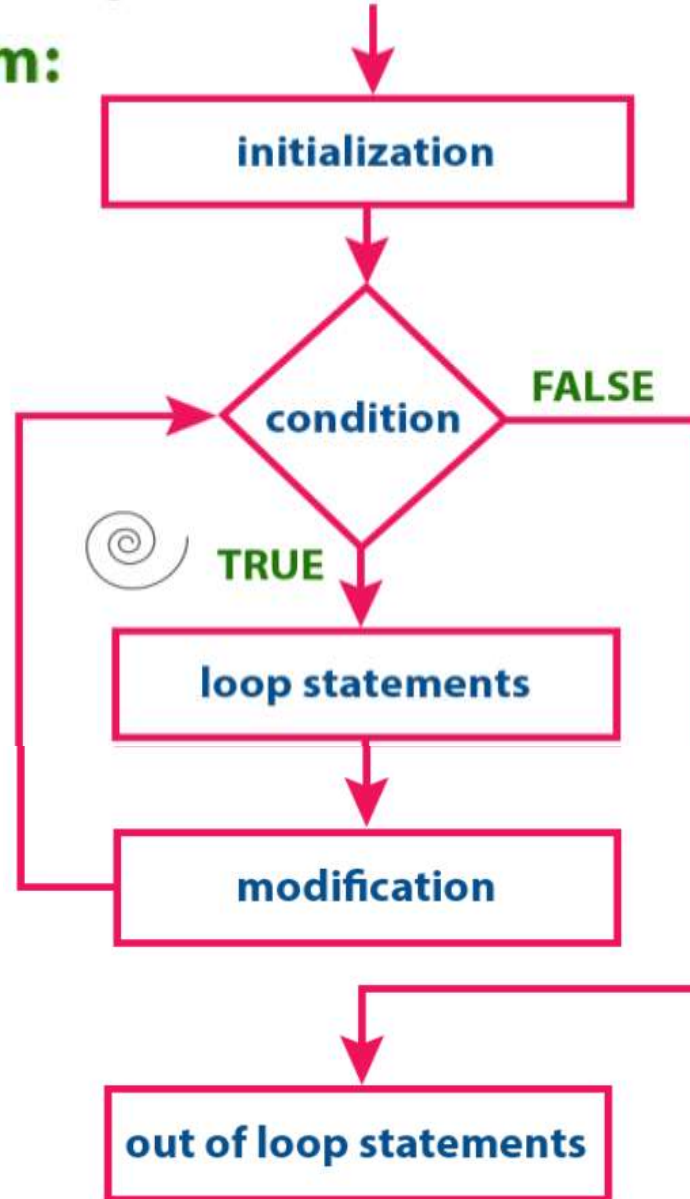 m:
initialization
condition
FALSE
TRUE
loop statements
modification
out of loop statements